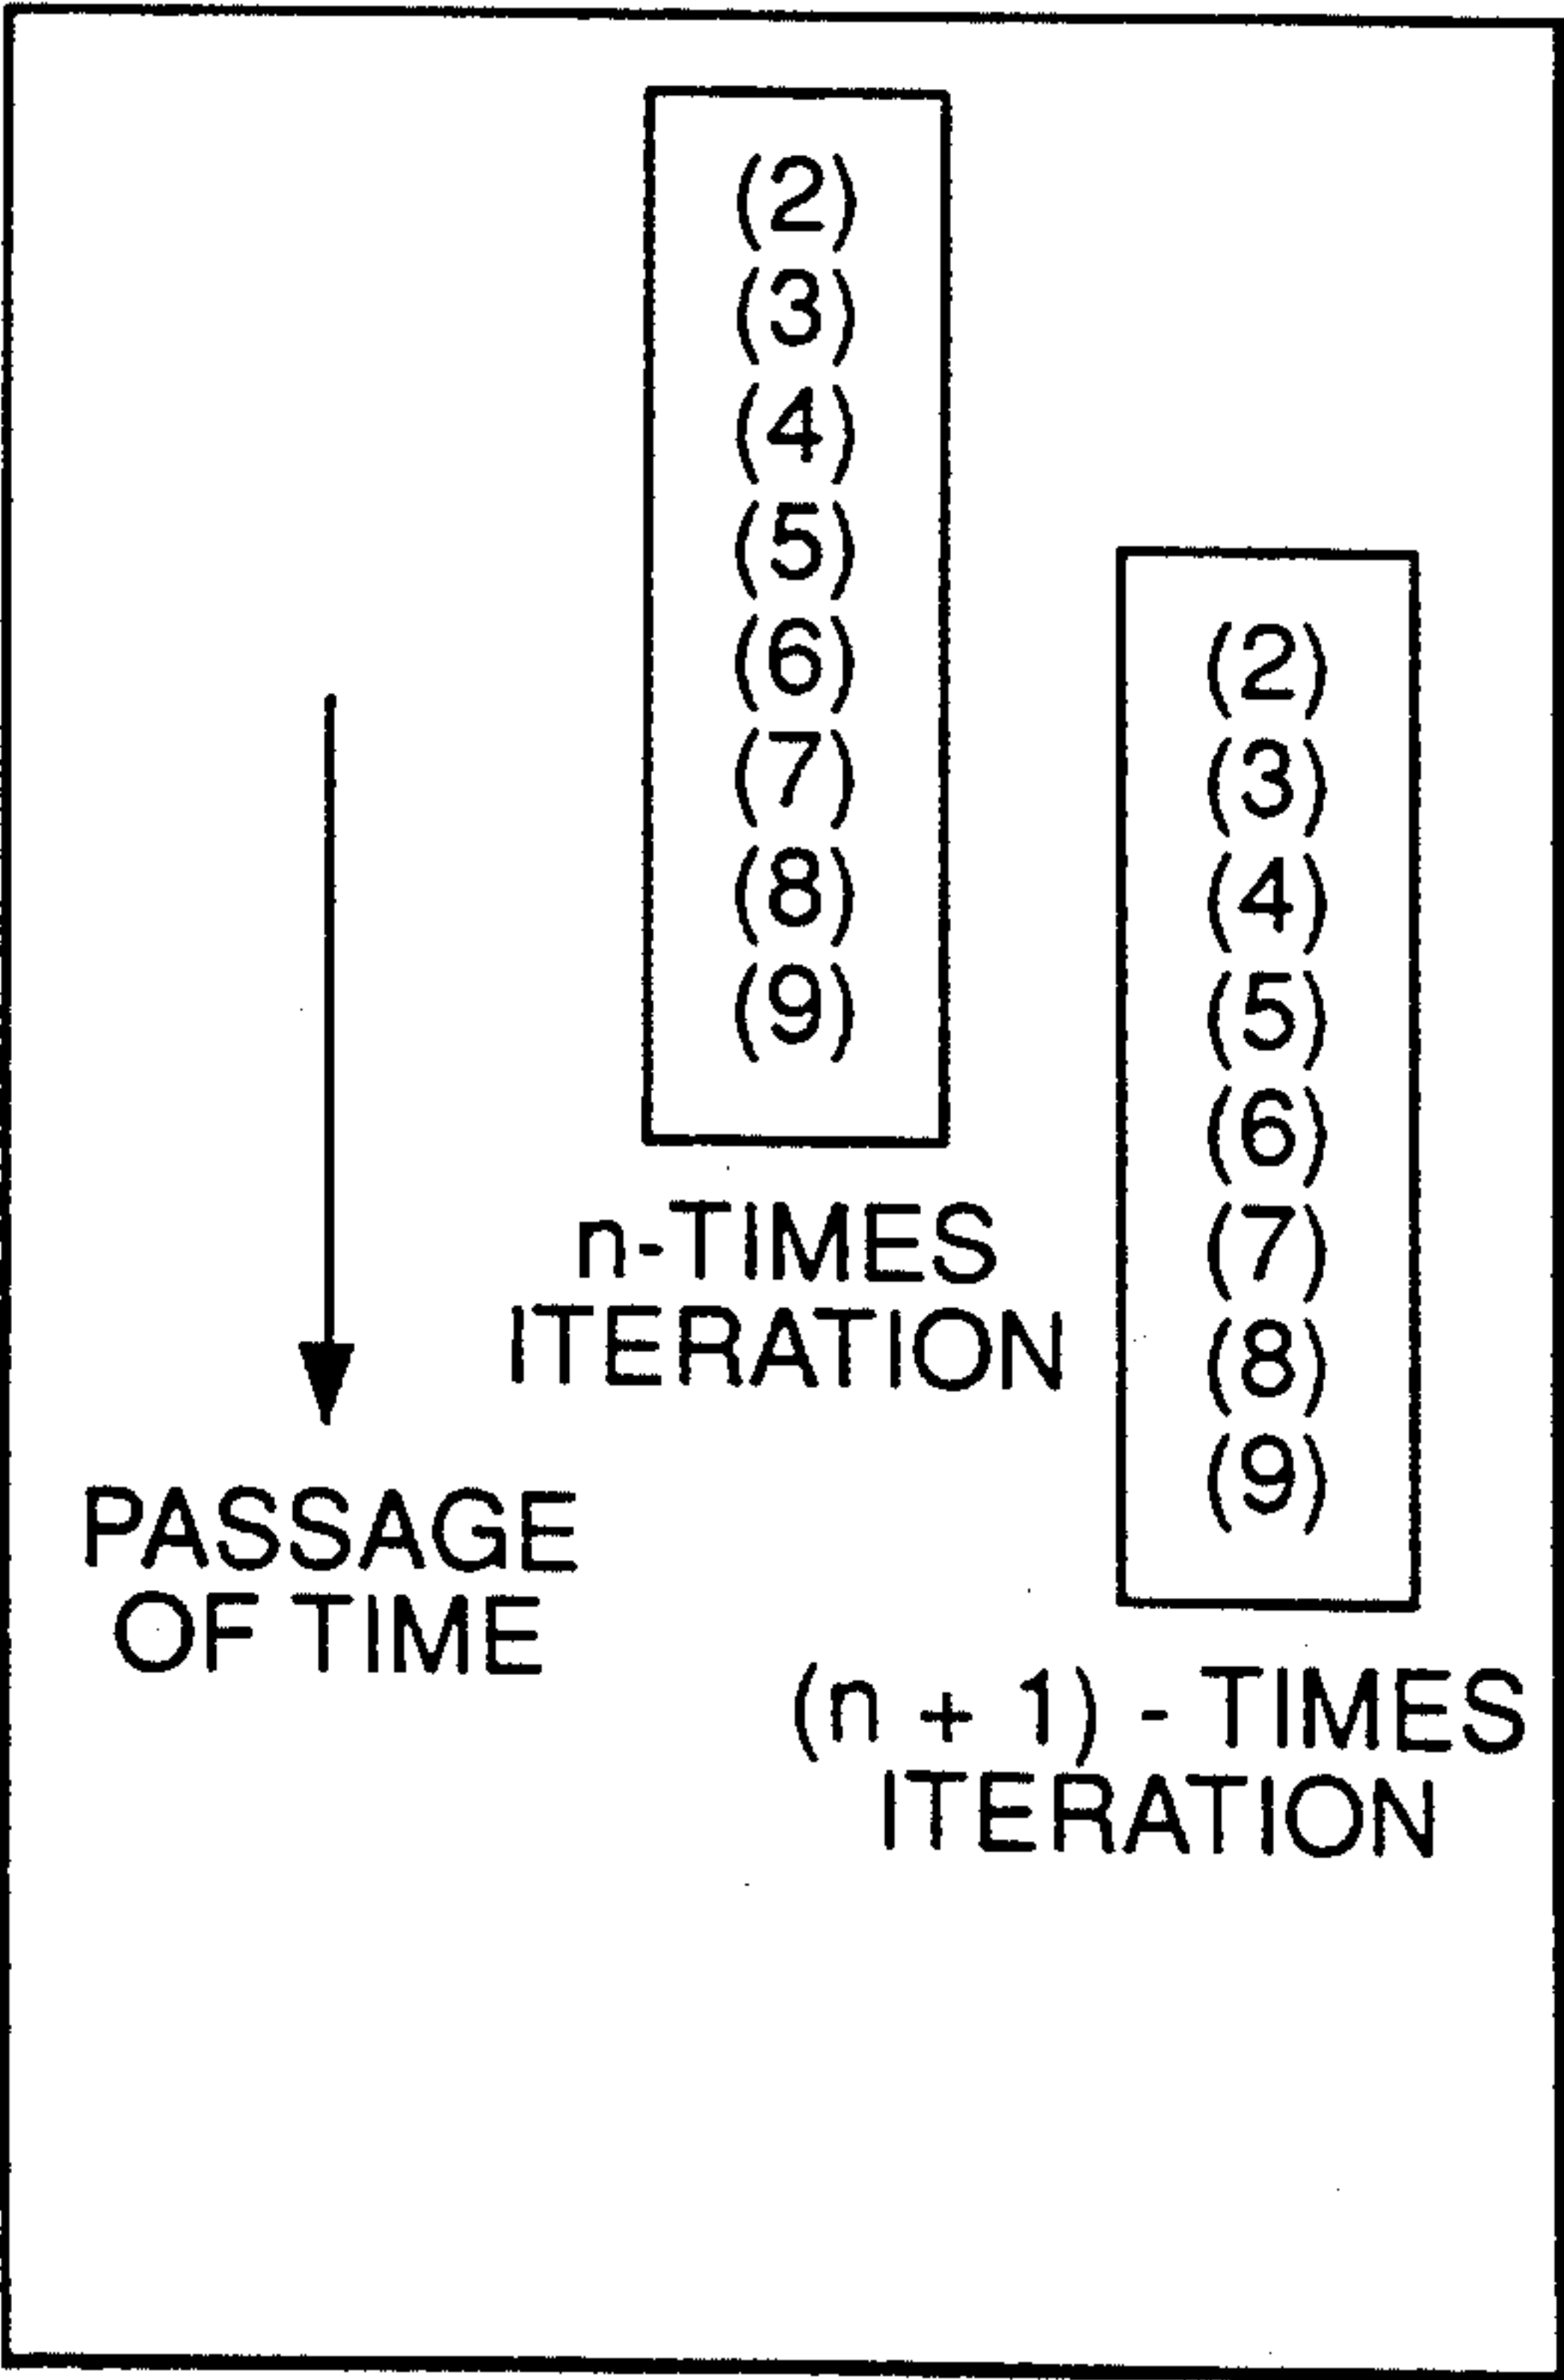 (2)
(3)
(4)
(5)
(6)
(7)
(8)
(9)
n-TIMES
ITERATION
(2)
(3)
(4)
(5)
(6)
(7)
(8)
(9)
(n + 1) - TIMES
ITERATION
PASSAGE
OF TIME